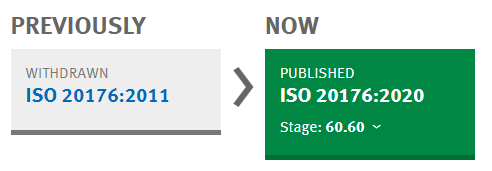 PREVIOUSLY
WITHDRAWN
ISO 20176:2011
NOW
PUBLISHED
ISO 20176:2020
Stage: 60.60